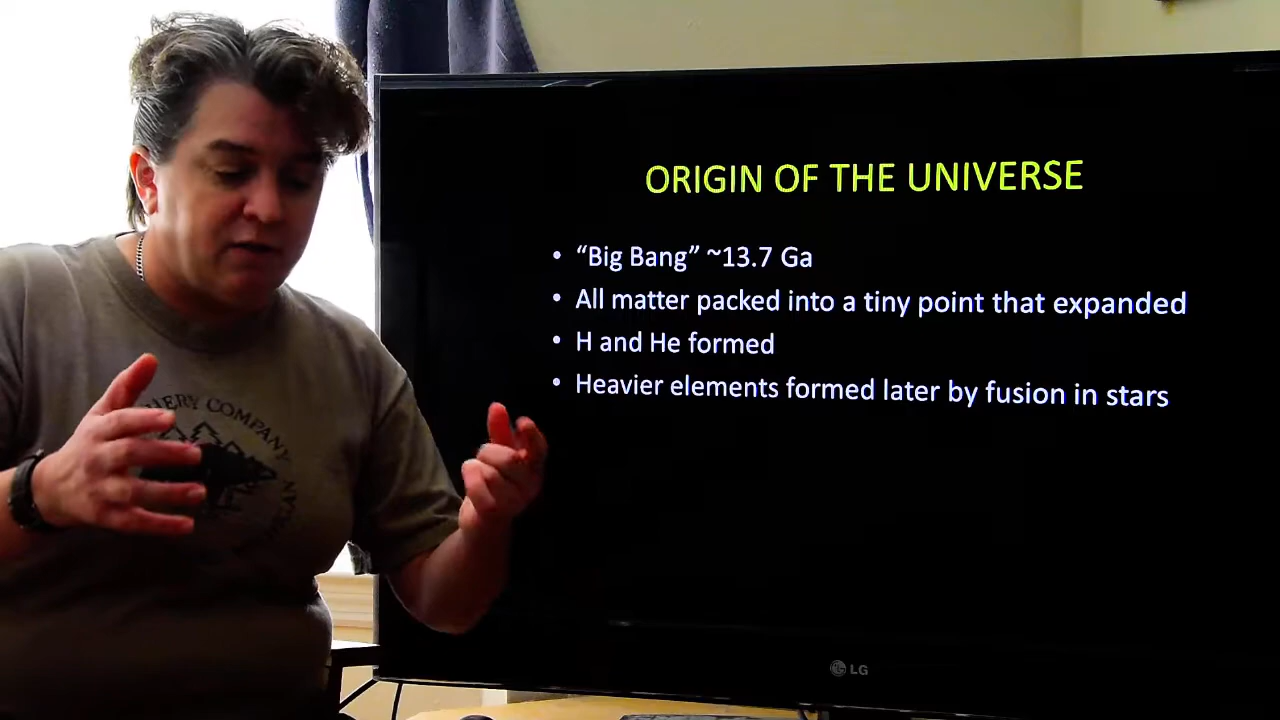 ORIGIN OF THE UNIVERSE
• “Big Bang” ~13.7 Ga
• All matter packed into a tiny point that expanded
• H and He formed
• Heavier elements formed later by fusion in stars
COMPANY
LG